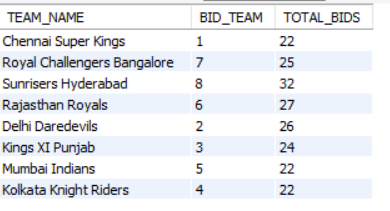 TEAM_NAME BID_TEAM TOTAL_BIDS
Chennai Super Kings 1 22
Royal Challengers Bangalore 7 25
Sunrisers Hyderabad 8 32
Rajasthan Royals 6 27
Delhi Daredevils 2 26
Kings XI Punjab 3 24
Mumbai Indians 5 22
Kolkata Knight Riders 4 22